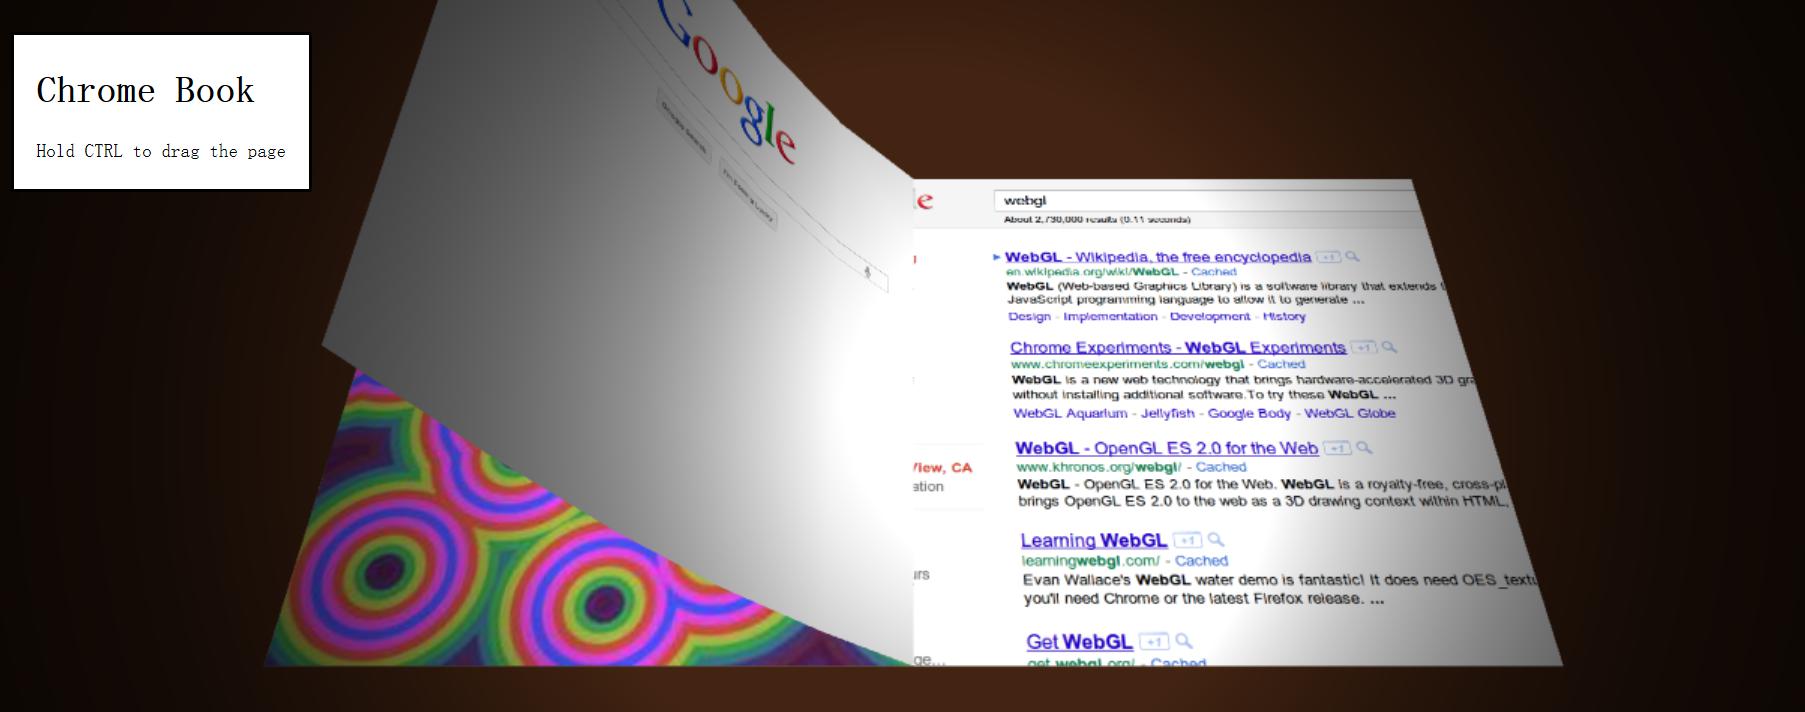 Chrome Book
Hold CTRL to drag the page
Google
Google Search
I'm Feeling Lucky
le
webgl
About 2,730,000 results (0.11 seconds)
WebGL - Wikipedia, the free encyclopedia +1
en.wikipedia.org/wiki/WebGL - Cached
WebGL (Web-based Graphics Library) is a software library that extends
JavaScript programming language to allow it to generate ...
Design - Implementation - Development - History
Chrome Experiments - WebGL Experiments +1
www.chromeexperiments.com/webgl - Cached
WebGL is a new web technology that brings hardware-accelerated 3D gra
without installing additional software.To try these WebGL ...
WebGL Aquarium - Jellyfish - Google Body - WebGL Globe
WebGL - OpenGL ES 2.0 for the Web +1
www.khronos.org/webgl/ - Cached
View, CA
WebGL - OpenGL ES 2.0 for the Web. WebGL is a royalty-free, cross-pl
ation
brings OpenGL ES 2.0 to the web as a 3D drawing context within HTML,
Learning WebGL +1
learningwebgl.com/ - Cached
urs
Evan Wallace's WebGL water demo is fantastic! It does need OES_textu
you'll need Chrome or the latest Firefox release. ...
Get WebGL +1
ge...
get.webgl.org/ - Cached